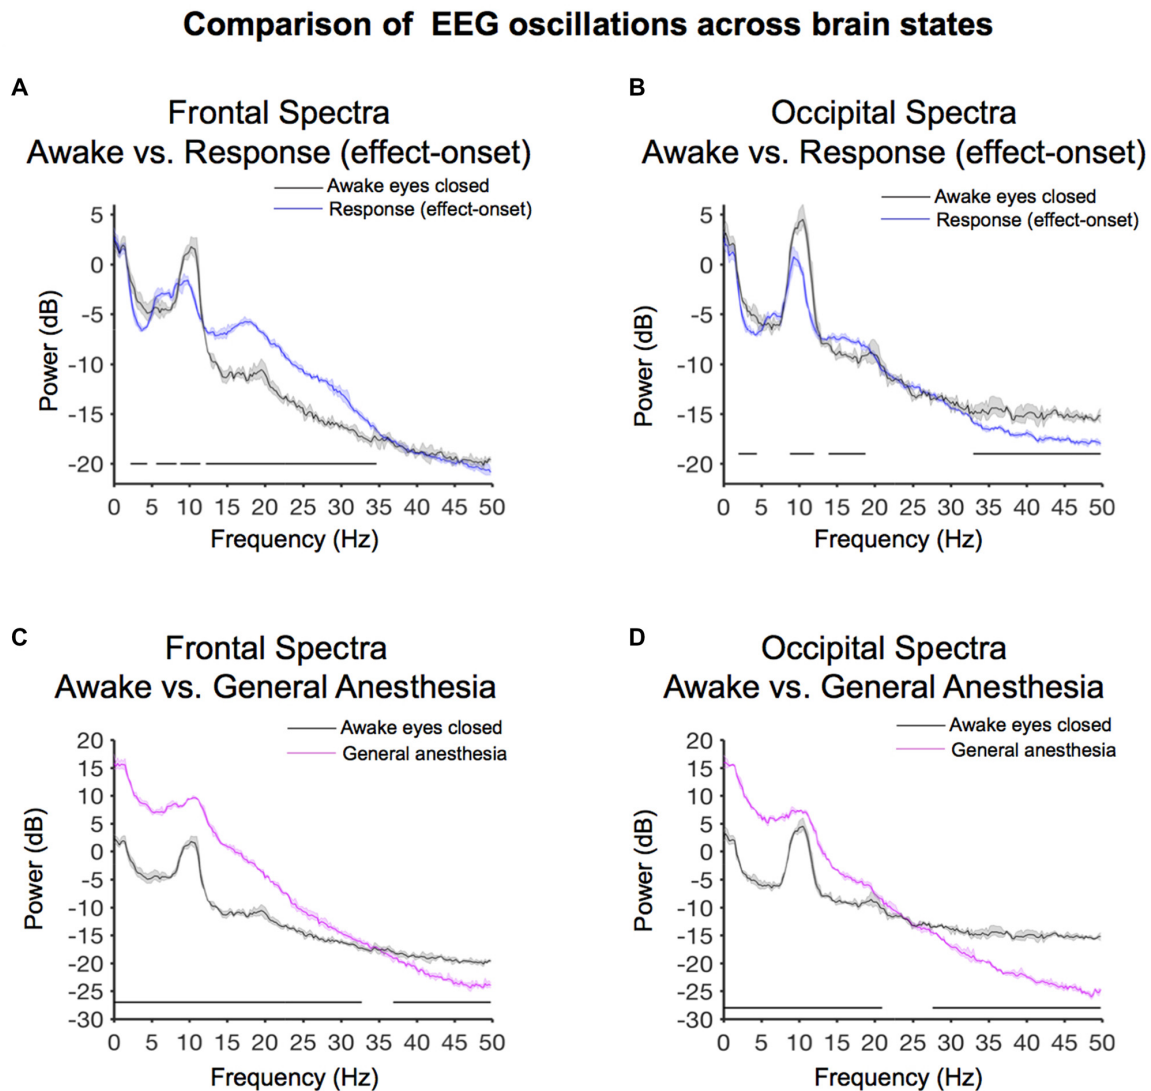 Comparison of EEG oscillations across brain states
A
Frontal Spectra
Awake vs. Response (effect-onset)
Awake eyes closed
Response (effect-onset)
5
0
-5
-10
-15
-20
Power (dB)
0 5 10 15 20 25 30 35 40 45 50
Frequency (Hz)
B
Occipital Spectra
Awake vs. Response (effect-onset)
Awake eyes closed
Response (effect-onset)
5
0
-5
-10
-15
-20
Power (dB)
0 5 10 15 20 25 30 35 40 45 50
Frequency (Hz)
C
Frontal Spectra
Awake vs. General Anesthesia
Awake eyes closed
General anesthesia
20
15
10
5
0
-5
-10
-15
-20
-25
-30
Power (dB)
0 5 10 15 20 25 30 35 40 45 50
Frequency (Hz)
D
Occipital Spectra
Awake vs. General Anesthesia
Awake eyes closed
General anesthesia
20
15
10
5
0
-5
-10
-15
-20
-25
-30
Power (dB)
0 5 10 15 20 25 30 35 40 45 50
Frequency (Hz)